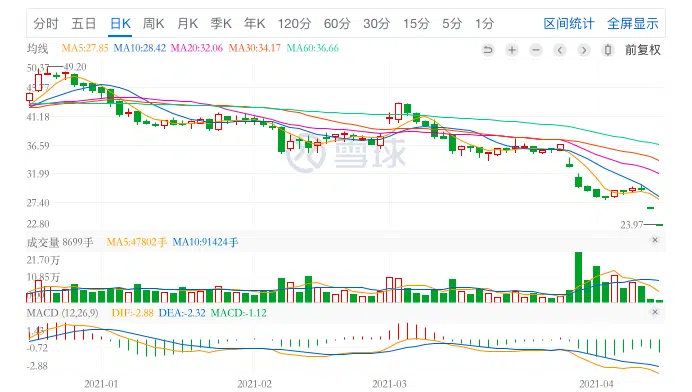 分时 五日 日K 周K 月K 季K 年K 120分 60分 30分 15分 5分 1分 区间统计 全屏显示
均线 MA5:27.85 MA10:28.42 MA20:32.06 MA30:34.17 MA60:36.66 前复权
50.37 49.20
41.18
36.59
雪球
31.99
27.40
22.80 23.97
成交量 8699手 MA5:47802手 MA10:91424手
21.70万
10.85万
MACD (12,26,9) DIF:-2.88 DEA:-2.32 MACD:-1.12
-0.72
-2.88
2021-01 2021-02 2021-03 2021-04